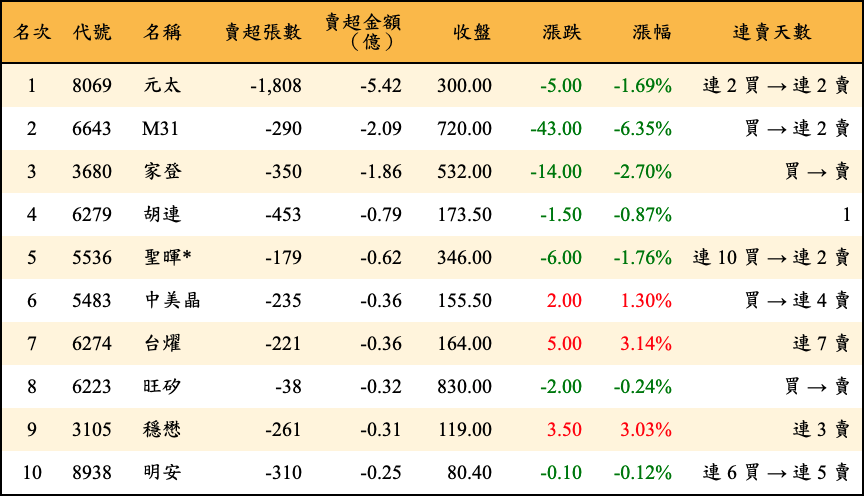 名次 代號 名稱 賣超張數 賣超金額（億） 收盤 漲跌 漲幅 連賣天數
1 8069 元太 -1,808 -5.42 300.00 -5.00 -1.69% 連 2 買 → 連 2 賣
2 6643 M31 -290 -2.09 720.00 -43.00 -6.35% 買 → 連 2 賣
3 3680 家登 -350 -1.86 532.00 -14.00 -2.70% 買 → 賣
4 6279 胡連 -453 -0.79 173.50 -1.50 -0.87% 1
5 5536 聖暉* -179 -0.62 346.00 -6.00 -1.76% 連 10 買 → 連 2 賣
6 5483 中美晶 -235 -0.36 155.50 2.00 1.30% 買 → 連 4 賣
7 6274 台燿 -221 -0.36 164.00 5.00 3.14% 連 7 賣
8 6223 旺矽 -38 -0.32 830.00 -2.00 -0.24% 買 → 賣
9 3105 穩懋 -261 -0.31 119.00 3.50 3.03% 連 3 賣
10 8938 明安 -310 -0.25 80.40 -0.10 -0.12% 連 6 買 → 連 5 賣